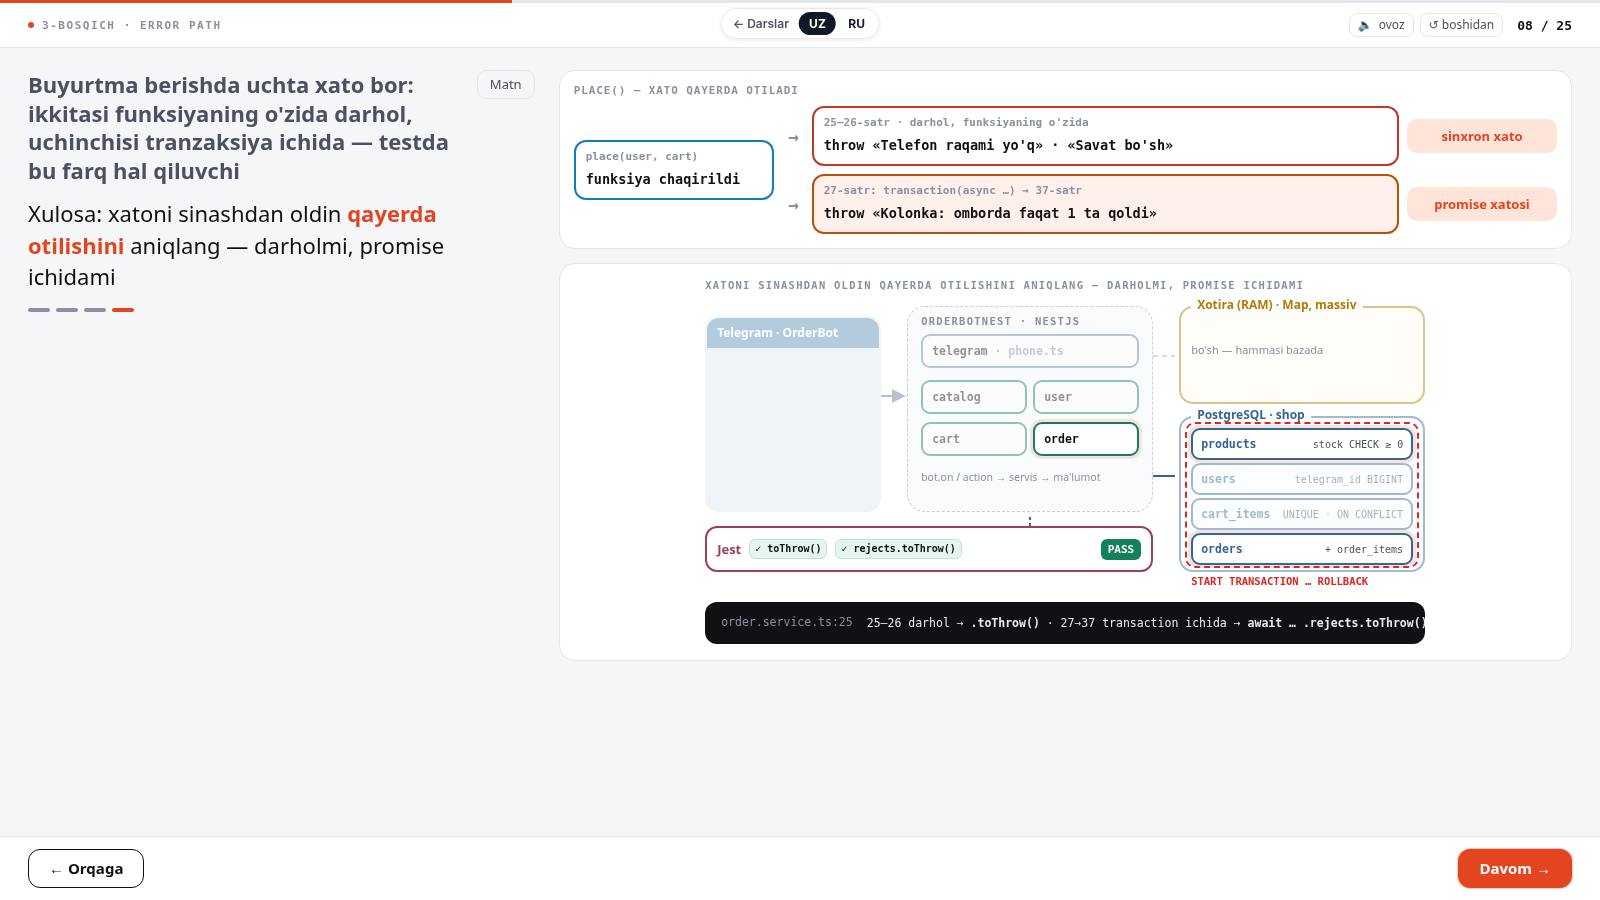 3-BOSQICH · ERROR PATH
← Darslar UZ RU
🔈 ovoz
↺ boshidan
08 / 25
Buyurtma berishda uchta xato bor:
ikkitasi funksiyaning o'zida darhol,
uchinchisi tranzaksiya ichida — testda
bu farq hal qiluvchi
Matn
Xulosa: xatoni sinashdan oldin qayerda
otilishini aniqlang — darholmi, promise
ichidami
PLACE() — XATO QAYERDA OTILADI
place(user, cart)
funksiya chaqirildi
→
25–26-satr · darhol, funksiyaning o'zida
throw «Telefon raqami yo'q» · «Savat bo'sh»
sinxron xato
→
27-satr: transaction(async …) → 37-satr
throw «Kolonka: omborda faqat 1 ta qoldi»
promise xatosi
XATONI SINASHDAN OLDIN QAYERDA OTILISHINI ANIQLANG — DARHOLMI, PROMISE ICHIDAMI
Telegram · OrderBot
ORDERBOTNEST · NESTJS
telegram · phone.ts
catalog
user
cart
order
bot.on / action → servis → ma'lumot
Xotira (RAM) · Map, massiv
bo'sh — hammasi bazada
PostgreSQL · shop
products stock CHECK ≥ 0
users telegram_id BIGINT
cart_items UNIQUE · ON CONFLICT
orders + order_items
START TRANSACTION … ROLLBACK
Jest ✓ toThrow() ✓ rejects.toThrow() PASS
order.service.ts:25 25–26 darhol → .toThrow() · 27→37 transaction ichida → await … .rejects.toThrow()
← Orqaga
Davom →